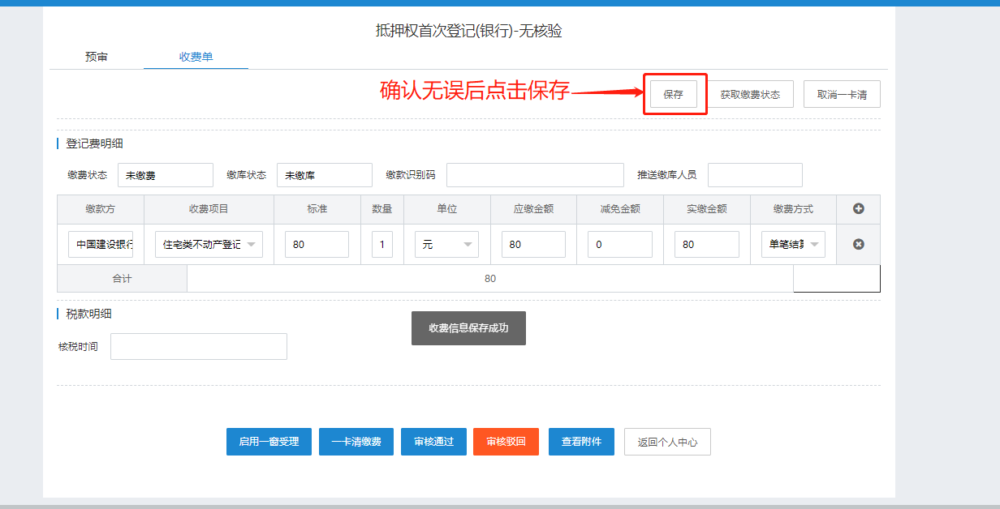 抵押权首次登记(银行)-无核验
预审 收费单
确认无误后点击保存 保存 获取缴费状态 取消一卡清
登记费明细
缴费状态 未缴费 缴库状态 未缴库 缴款识别码 推送缴库人员
缴款方 收费项目 标准 数量 单位 应缴金额 减免金额 实缴金额 缴费方式
中国建设银行 住宅类不动产登记 80 1 元 80 0 80 单笔结算
合计 80
税款明细
收费信息保存成功
核税时间
启用一窗受理 一卡清缴费 审核通过 审核驳回 查看附件 返回个人中心